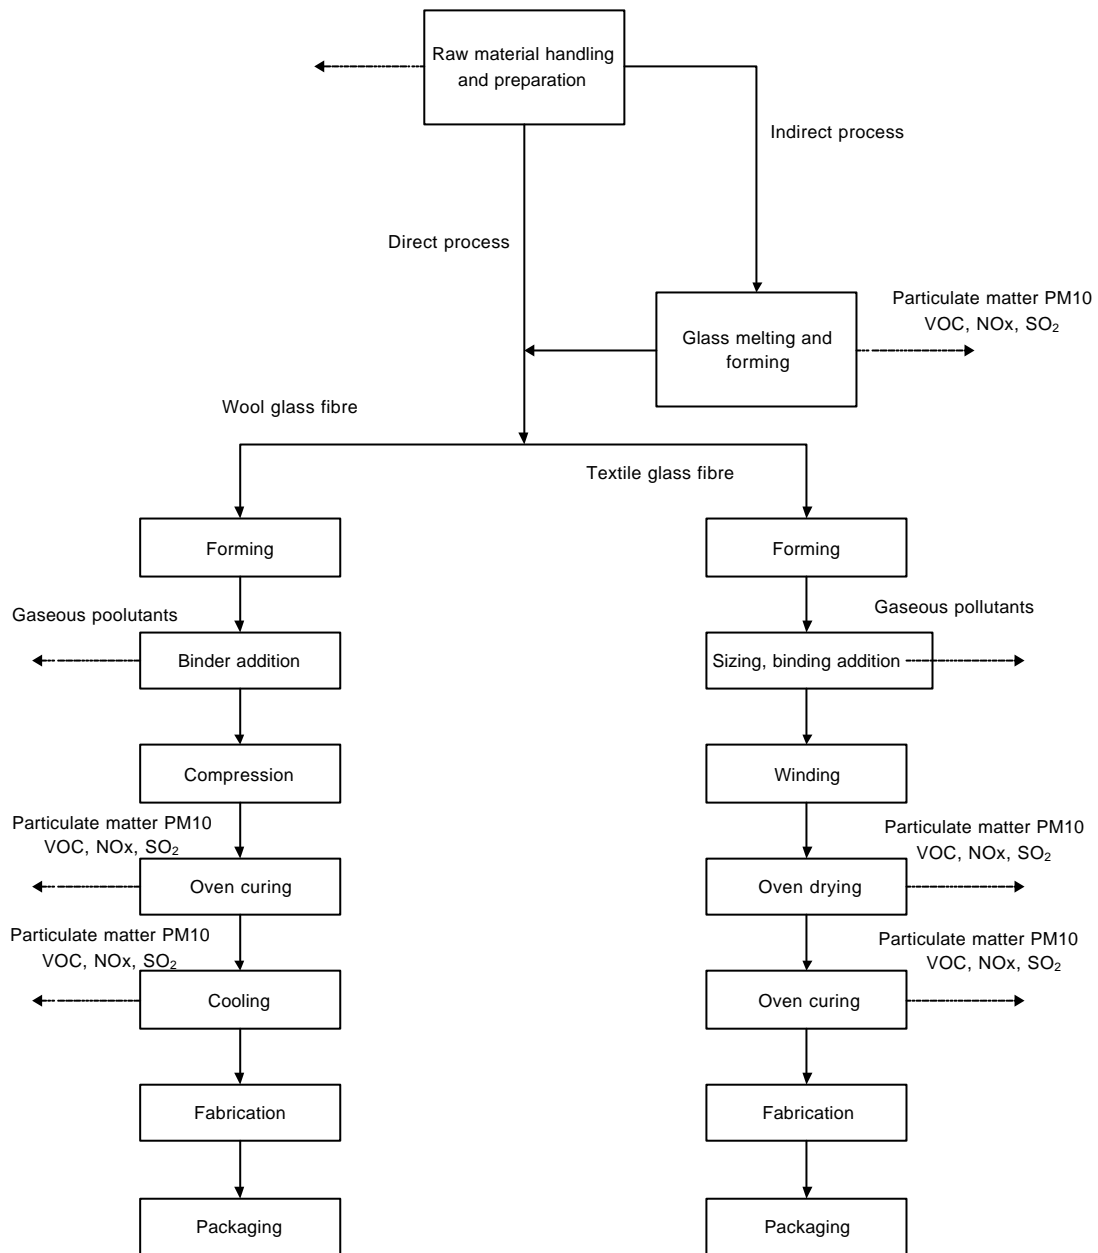 Raw material handling
and preparation
Indirect process
Direct process
Particulate matter PM10
VOC, NOx, SO₂
Glass melting and
forming
Wool glass fibre
Textile glass fibre
Forming
Forming
Gaseous poolutants
Gaseous pollutants
Binder addition
Sizing, binding addition
Compression
Winding
Particulate matter PM10
VOC, NOx, SO₂
Particulate matter PM10
VOC, NOx, SO₂
Oven curing
Oven drying
Particulate matter PM10
VOC, NOx, SO₂
Particulate matter PM10
VOC, NOx, SO₂
Cooling
Oven curing
Fabrication
Fabrication
Packaging
Packaging